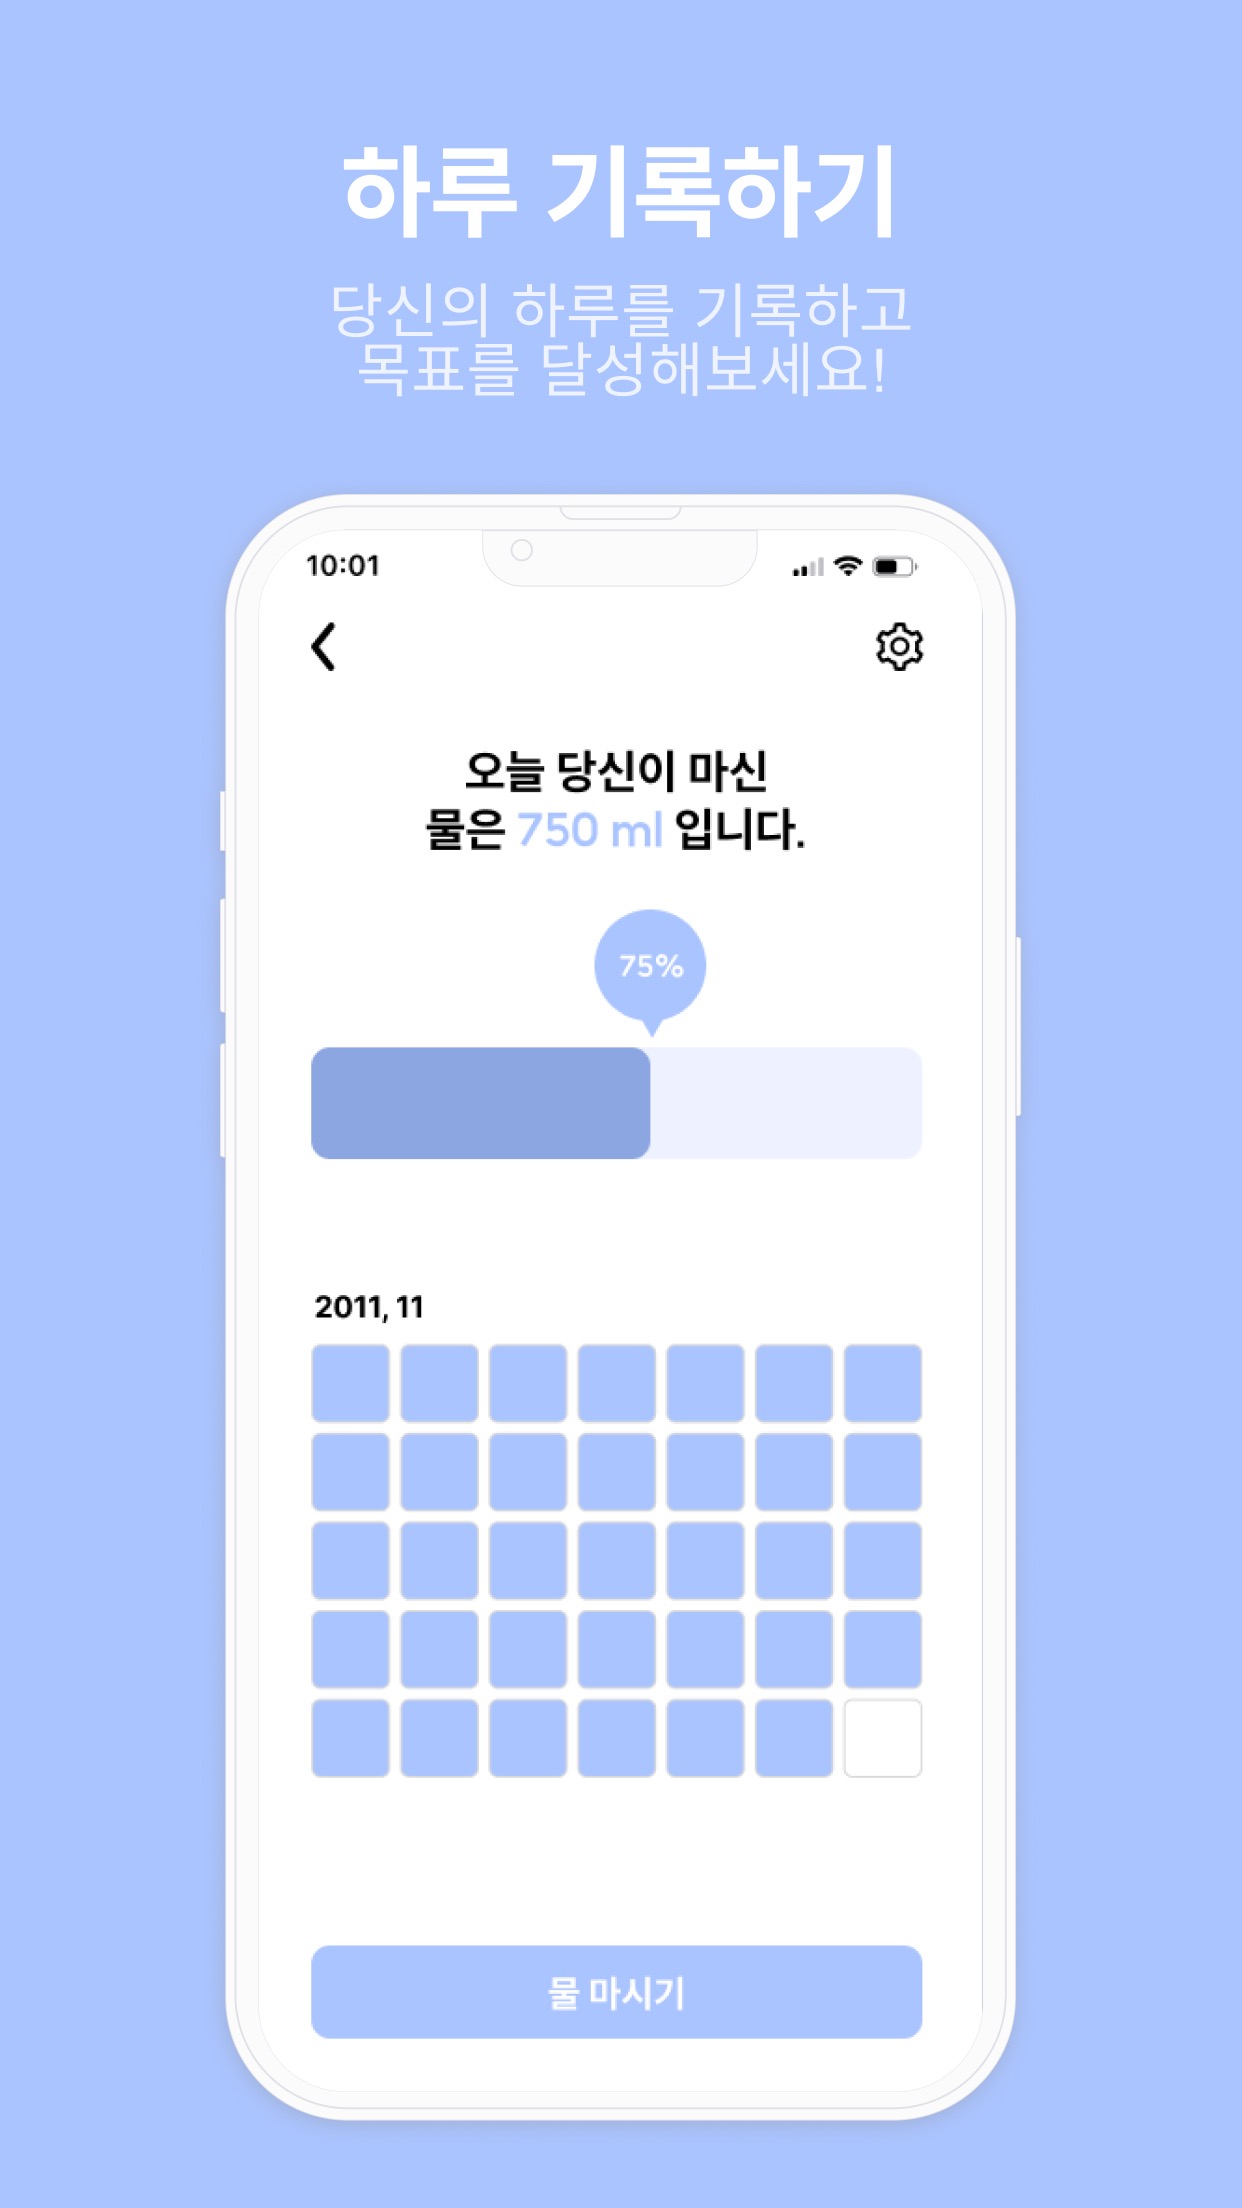 하루 기록하기
당신의 하루를 기록하고
목표를 달성해보세요!
10:01
오늘 당신이 마신
물은 750 ml 입니다.
75%
2011, 11
물 마시기